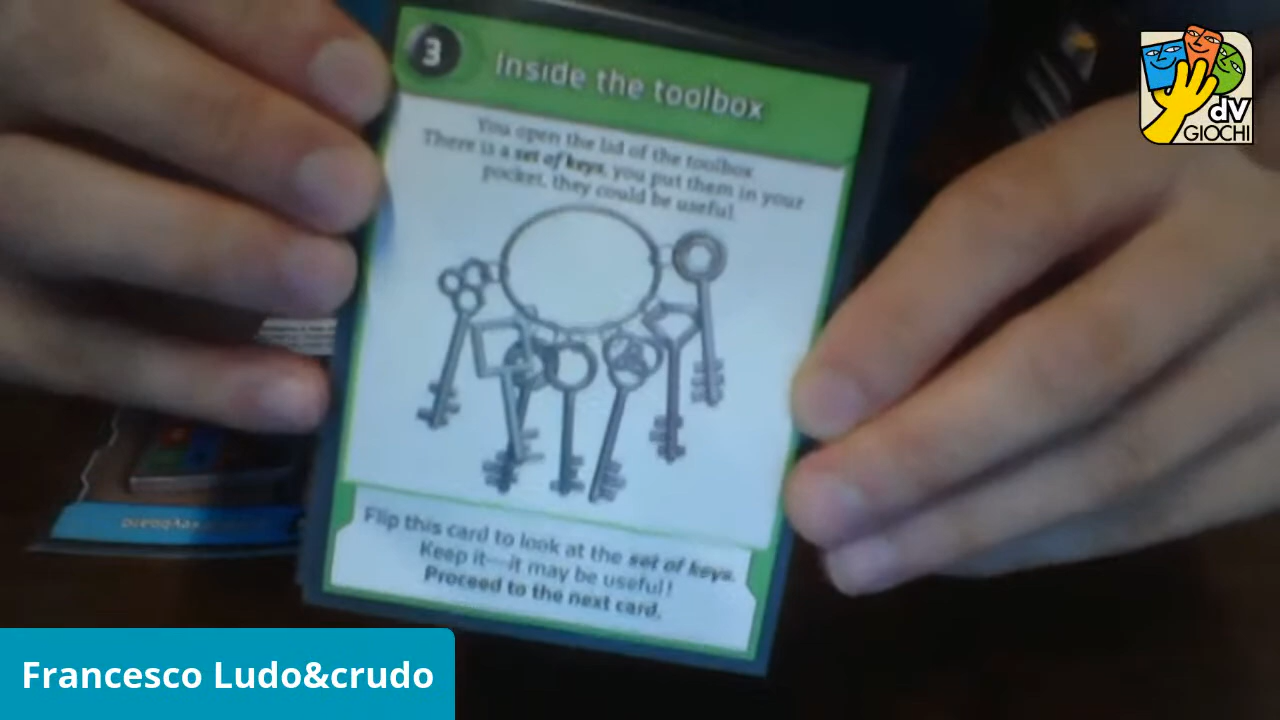 3
Inside the toolbox
You open the lid of the toolbox
There is a set of keys, you put them in your
pocket, they could be useful
Flip this card to look at the set of keys.
Keep it—it may be useful!
Proceed to the next card.
dv
GIOCHI
Francesco Ludo&crudo